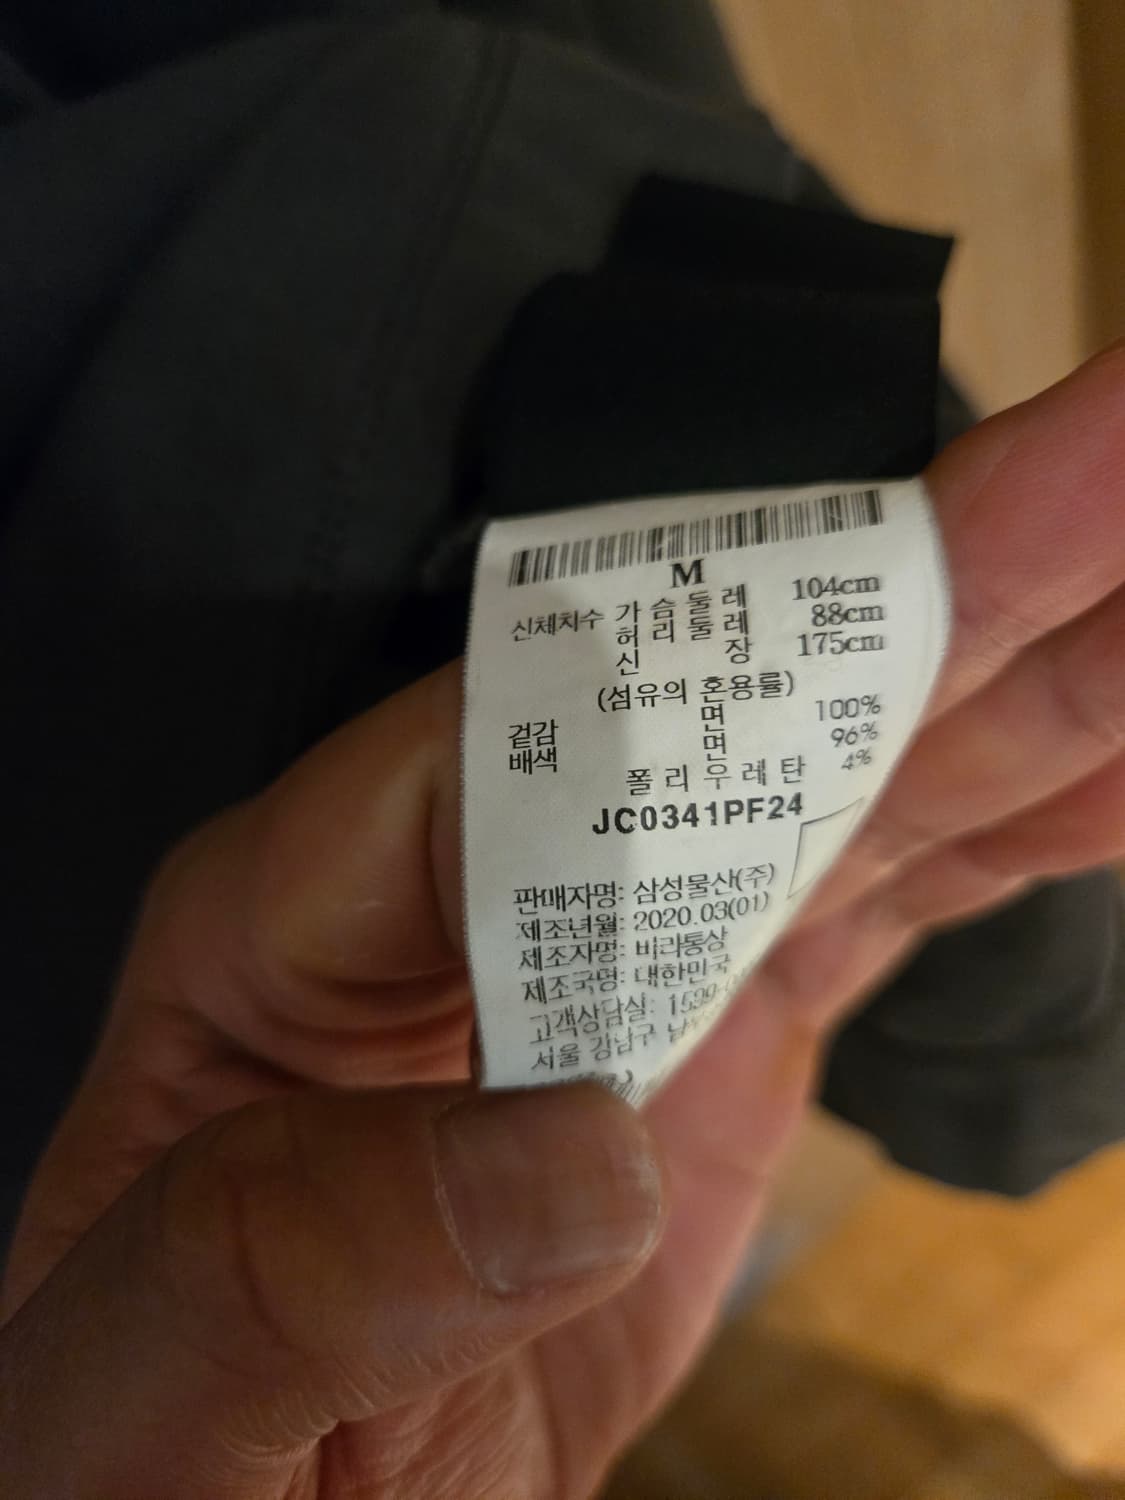 M
신체치수 가슴둘레 104cm
허리둘레 88cm
신장 175cm
(섬유의 혼용률)
겉감 면 100%
배색 면 96%
폴리우레탄 4%
JC0341PF24
판매자명: 삼성물산(주)
제조년월: 2020.03(01)
제조자명: 비라통상
제조국명: 대한민국
고객상담실: 1599-
서울 강남구